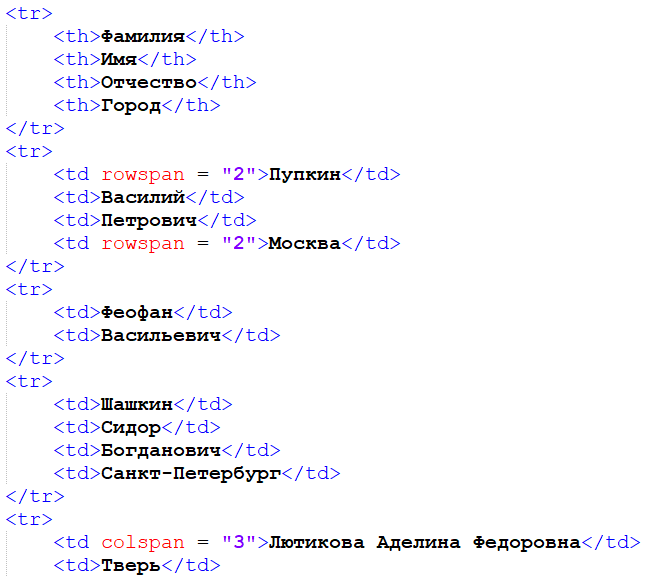 <tr>
<th>Фамилия</th>
<th>Имя</th>
<th>Отчество</th>
<th>Город</th>
</tr>
<tr>
<td rowspan = "2">Пупкин</td>
<td>Василий</td>
<td>Петрович</td>
<td rowspan = "2">Москва</td>
</tr>
<tr>
<td>Феофан</td>
<td>Васильевич</td>
</tr>
<tr>
<td>Шашкин</td>
<td>Сидор</td>
<td>Богданович</td>
<td>Санкт-Петербург</td>
</tr>
<tr>
<td colspan = "3">Лютикова Аделина Федоровна</td>
<td>Тверь</td>